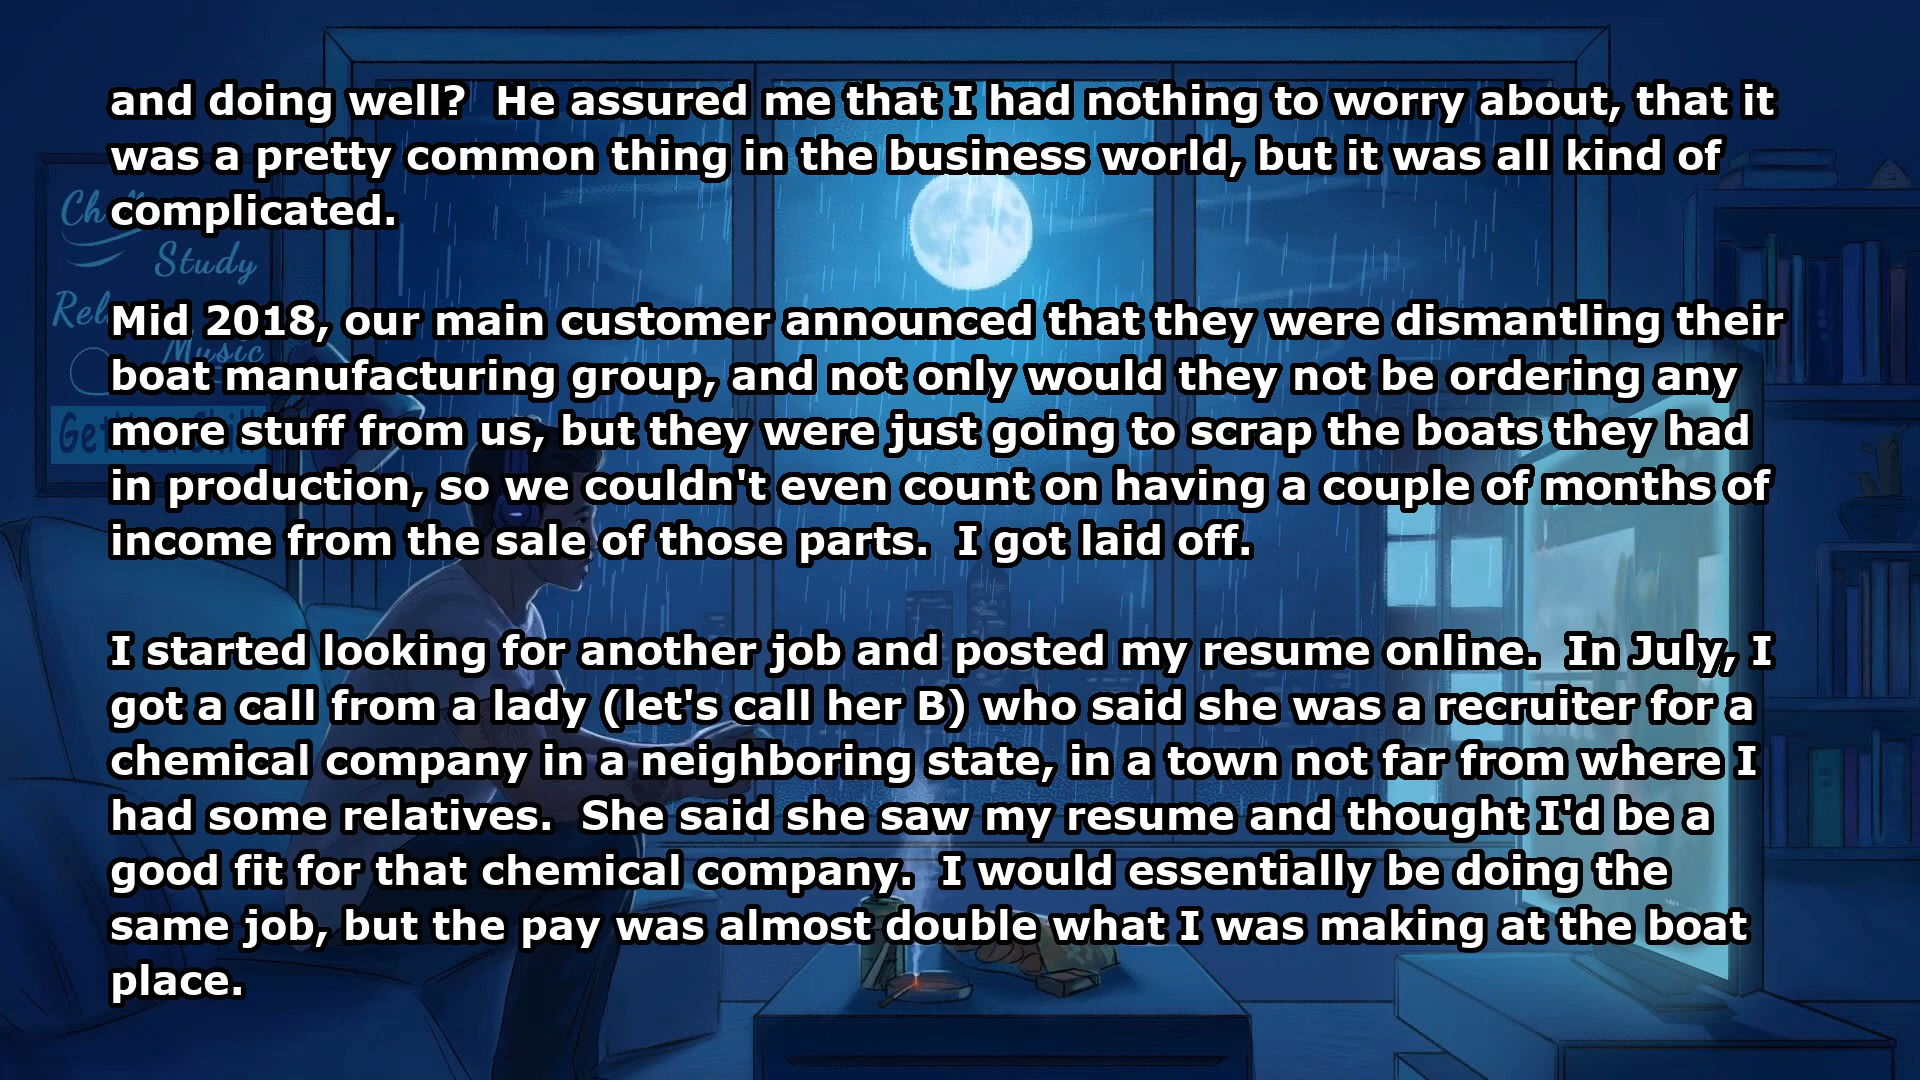 and doing well?  He assured me that I had nothing to worry about, that it
was a pretty common thing in the business world, but it was all kind of
complicated.
Mid 2018, our main customer announced that they were dismantling their
boat manufacturing group, and not only would they not be ordering any
more stuff from us, but they were just going to scrap the boats they had
in production, so we couldn't even count on having a couple of months of
income from the sale of those parts.  I got laid off.
I started looking for another job and posted my resume online.  In July, I
got a call from a lady (let's call her B) who said she was a recruiter for a
chemical company in a neighboring state, in a town not far from where I
had some relatives.  She said she saw my resume and thought I'd be a
good fit for that chemical company.  I would essentially be doing the
same job, but the pay was almost double what I was making at the boat
place.
Study
Music